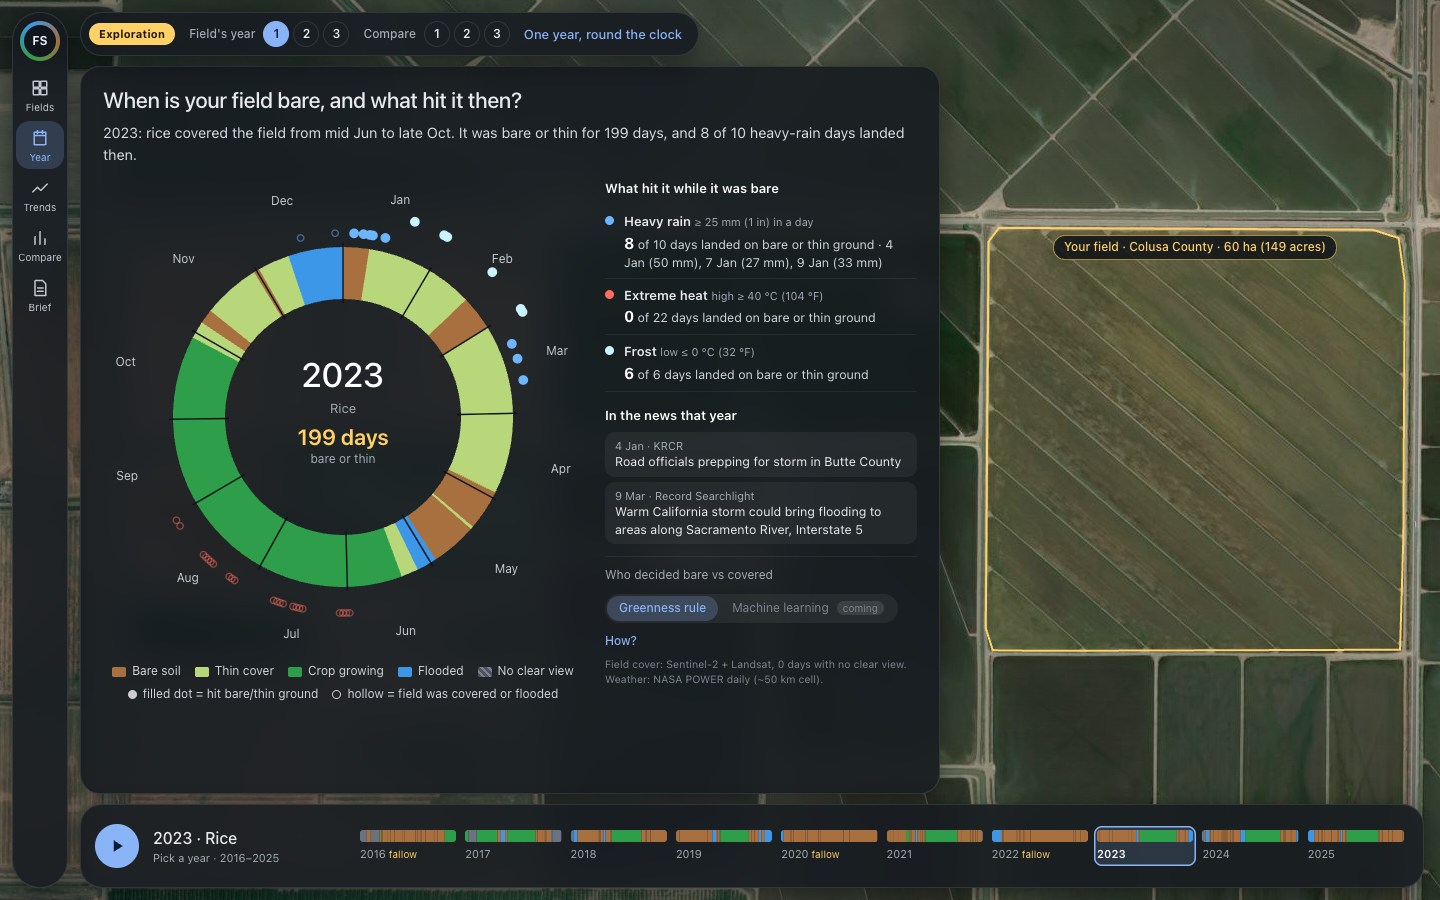 FS
Exploration
Field's year 1 2 3
Compare 1 2 3
One year, round the clock
Fields
Year
Trends
Compare
Brief
When is your field bare, and what hit it then?
2023: rice covered the field from mid Jun to late Oct. It was bare or thin for 199 days, and 8 of 10 heavy-rain days landed
then.
Dec
Jan
Nov
Feb
Oct
Mar
Sep
Apr
Aug
May
Jul
Jun
2023
Rice
199 days
bare or thin
Bare soil
Thin cover
Crop growing
Flooded
No clear view
filled dot = hit bare/thin ground
hollow = field was covered or flooded
What hit it while it was bare
Heavy rain ≥ 25 mm (1 in) in a day
8 of 10 days landed on bare or thin ground · 4
Jan (50 mm), 7 Jan (27 mm), 9 Jan (33 mm)
Extreme heat high ≥ 40 °C (104 °F)
0 of 22 days landed on bare or thin ground
Frost low ≤ 0 °C (32 °F)
6 of 6 days landed on bare or thin ground
In the news that year
4 Jan · KRCR
Road officials prepping for storm in Butte County
9 Mar · Record Searchlight
Warm California storm could bring flooding to
areas along Sacramento River, Interstate 5
Who decided bare vs covered
Greenness rule
Machine learning coming
How?
Field cover: Sentinel-2 + Landsat, 0 days with no clear view.
Weather: NASA POWER daily (~50 km cell).
Your field · Colusa County · 60 ha (149 acres)
2023 · Rice
Pick a year · 2016–2025
2016 fallow
2017
2018
2019
2020 fallow
2021
2022 fallow
2023
2024
2025